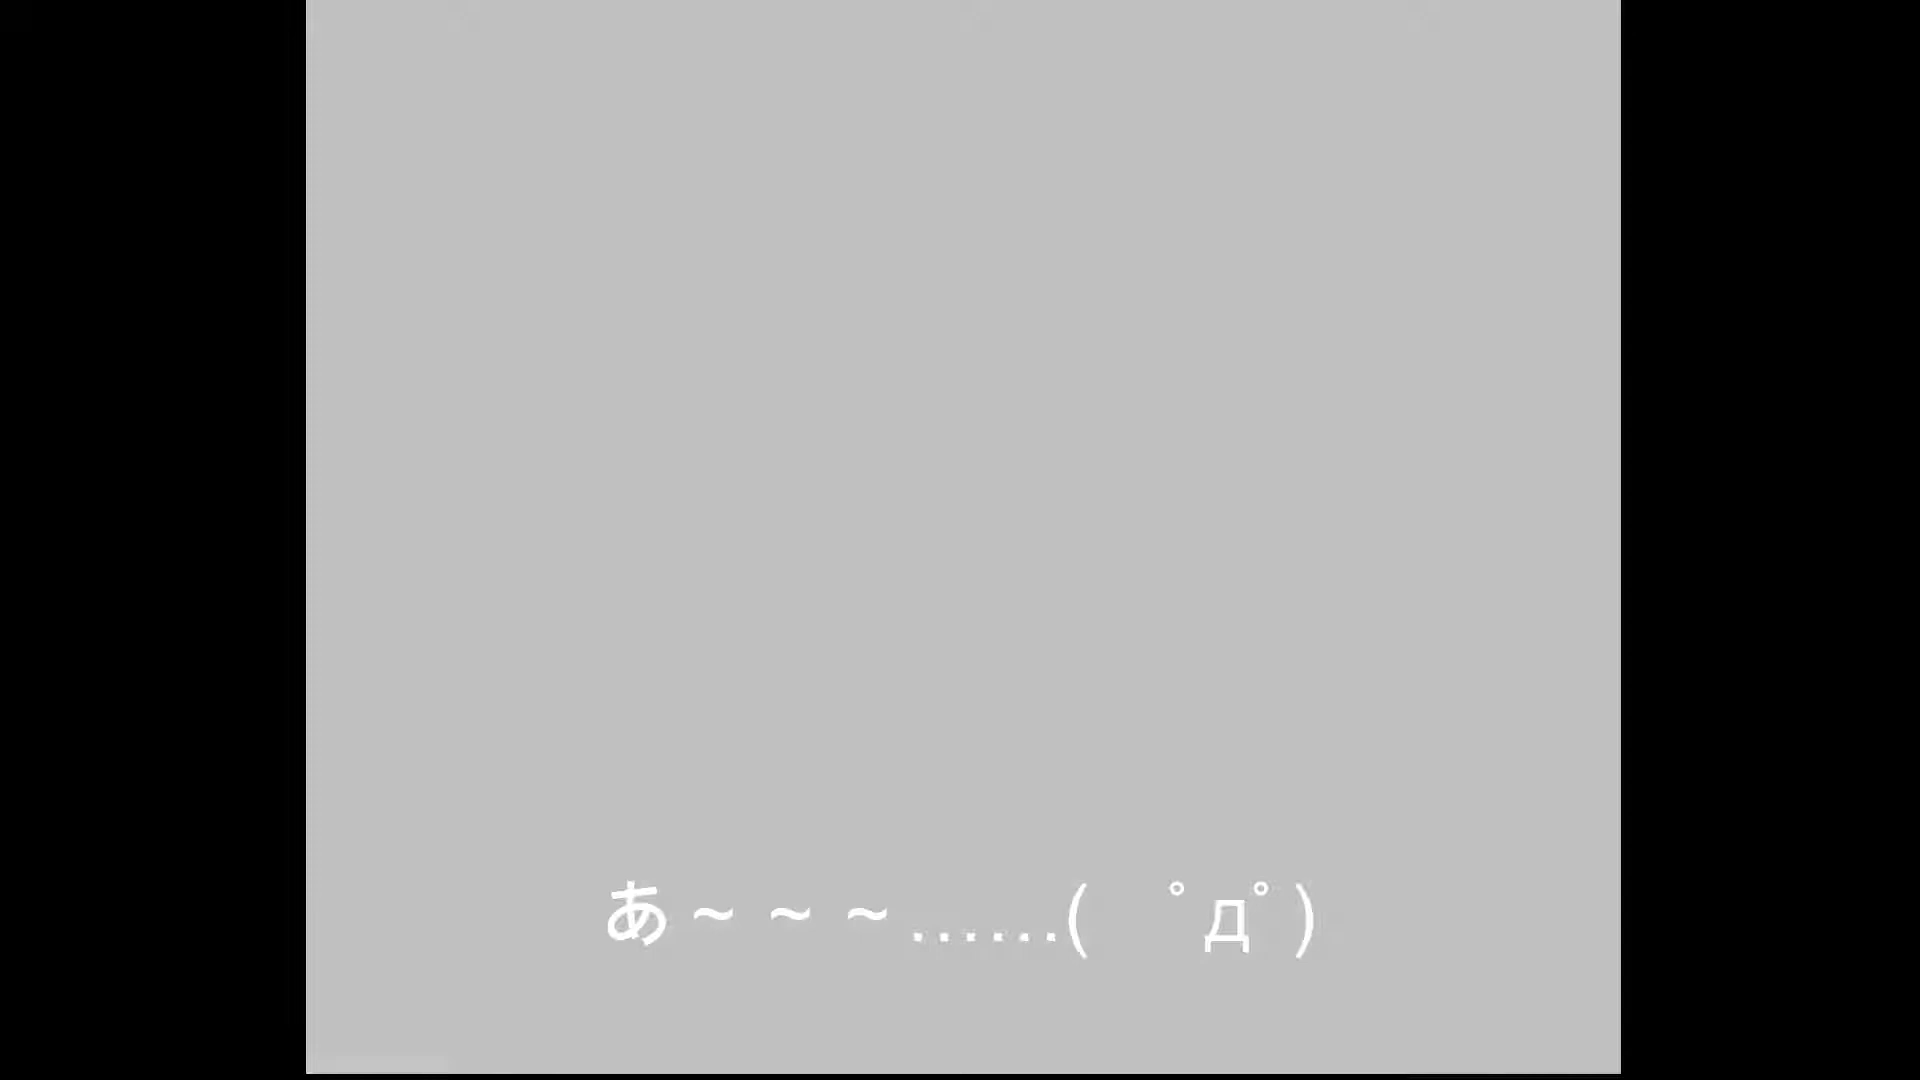 あ~ ~ ~......(　ﾟдﾟ)